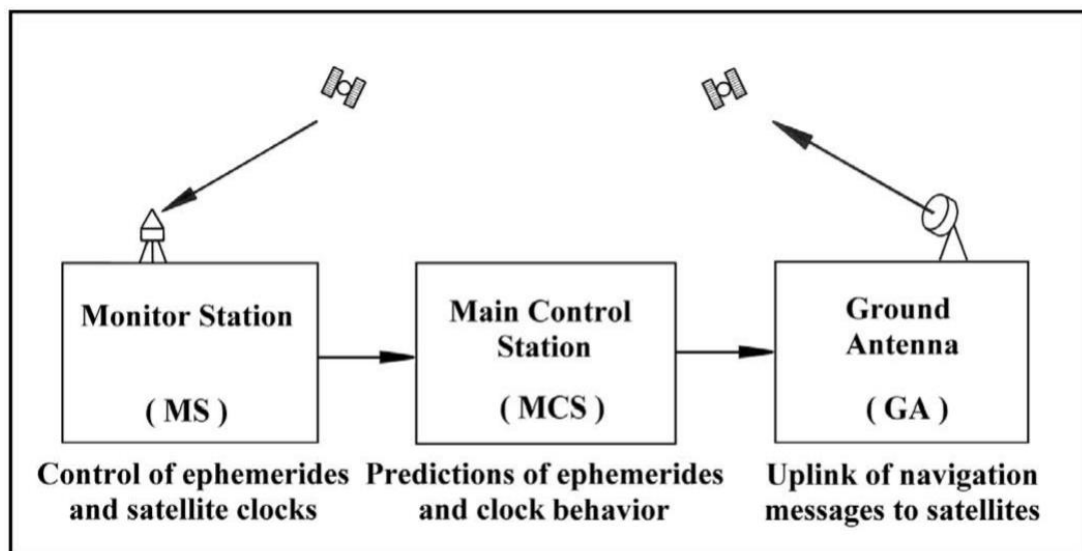 Monitor Station
( MS )
Main Control
Station
( MCS )
Ground
Antenna
( GA )
Control of ephemerides
and satellite clocks
Predictions of ephemerides
and clock behavior
Uplink of navigation
messages to satellites